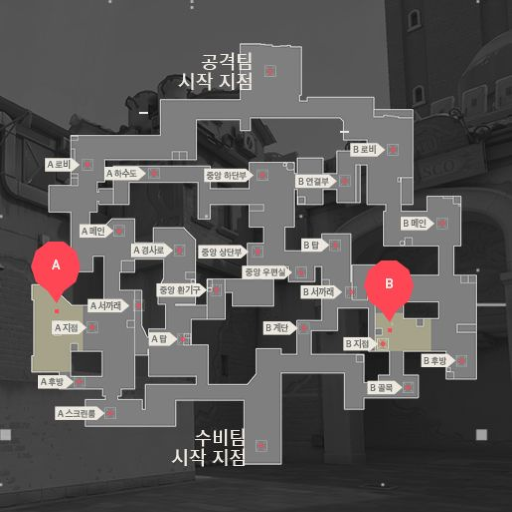 공격팀
시작 지점
B 로비
A 로비
A 하수도
중앙 하단부
B 연결부
B 메인
A 메인
A 경사로
중앙 상단부
B 탑
중앙 우편실
A
B
중앙 환기구
B 서까래
A 서까래
A 지점
B 계단
A 탑
B 지점
B 후방
A 후방
B 골목
A 스크린룸
수비팀
시작 지점